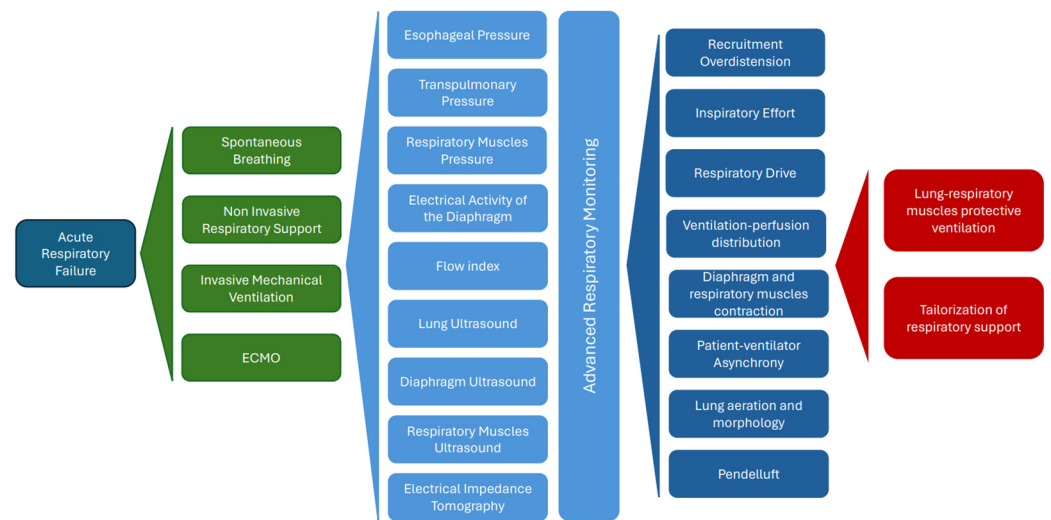 Acute
Respiratory
Failure
Spontaneous
Breathing
Non Invasive
Respiratory Support
Invasive Mechanical
Ventilation
ECMO
Esophageal Pressure
Transpulmonary
Pressure
Respiratory Muscles
Pressure
Electrical Activity of
the Diaphragm
Flow index
Lung Ultrasound
Diaphragm Ultrasound
Respiratory Muscles
Ultrasound
Electrical Impedance
Tomography
Advanced Respiratory Monitoring
Recruitment
Overdistension
Inspiratory Effort
Respiratory Drive
Ventilation-perfusion
distribution
Diaphragm and
respiratory muscles
contraction
Patient-ventilator
Asynchrony
Lung aeration and
morphology
Pendelluft
Lung-respiratory
muscles protective
ventilation
Tailorization of
respiratory support